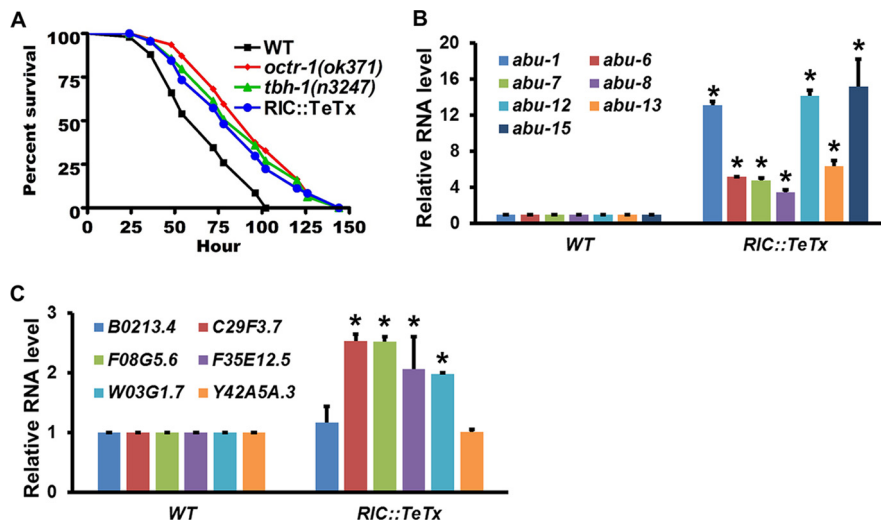 A
Percent survival
100
75
50
25
0
0 25 50 75 100 125 150
Hour
WT
octr-1(ok371)
tbh-1(n3247)
RIC::TeTx
B
Relative RNA level
20
16
12
8
4
0
abu-1 abu-6
abu-7 abu-8
abu-12 abu-13
abu-15
* * * * * * *
WT RIC::TeTx
C
Relative RNA level
3
2
1
0
B0213.4 C29F3.7
F08G5.6 F35E12.5
W03G1.7 Y42A5A.3
* * * *
WT RIC::TeTx